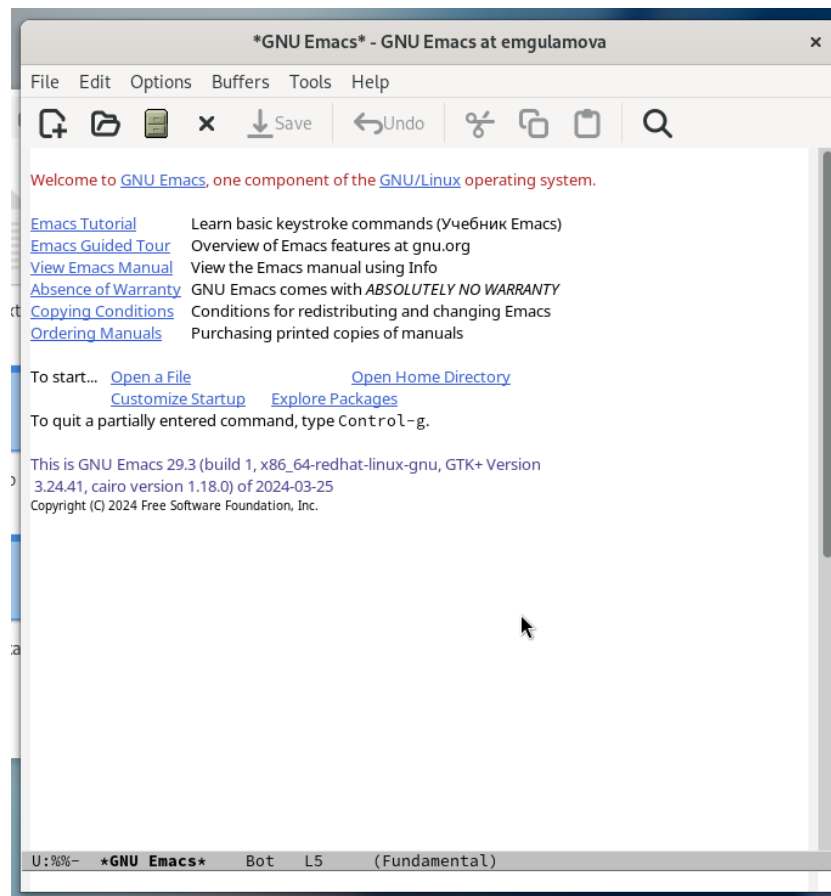 *GNU Emacs* - GNU Emacs at emgulamova ×
File Edit Options Buffers Tools Help
Save Undo
Welcome to GNU Emacs, one component of the GNU/Linux operating system.
Emacs Tutorial Learn basic keystroke commands (Учебник Emacs)
Emacs Guided Tour Overview of Emacs features at gnu.org
View Emacs Manual View the Emacs manual using Info
Absence of Warranty GNU Emacs comes with ABSOLUTELY NO WARRANTY
Copying Conditions Conditions for redistributing and changing Emacs
Ordering Manuals Purchasing printed copies of manuals
To start... Open a File Open Home Directory
Customize Startup Explore Packages
To quit a partially entered command, type Control-g.
This is GNU Emacs 29.3 (build 1, x86_64-redhat-linux-gnu, GTK+ Version
3.24.41, cairo version 1.18.0) of 2024-03-25
Copyright (C) 2024 Free Software Foundation, Inc.
U:%%- *GNU Emacs* Bot L5 (Fundamental)